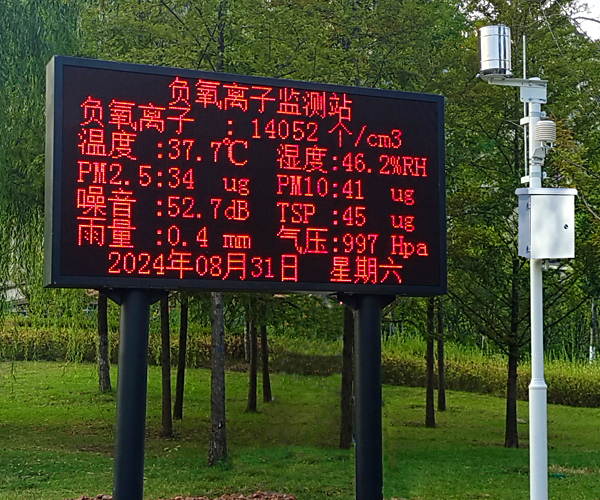 负氧离子监测站
负氧离子 : 14052 个/cm3
温度 :37.7℃ 湿度:46.2%RH
PM2.5:34 ug PM10:41 ug
噪音 :52.7dB TSP :45 ug
雨量 :0.4 mm 气压:997 Hpa
2024年08月31日 星期六